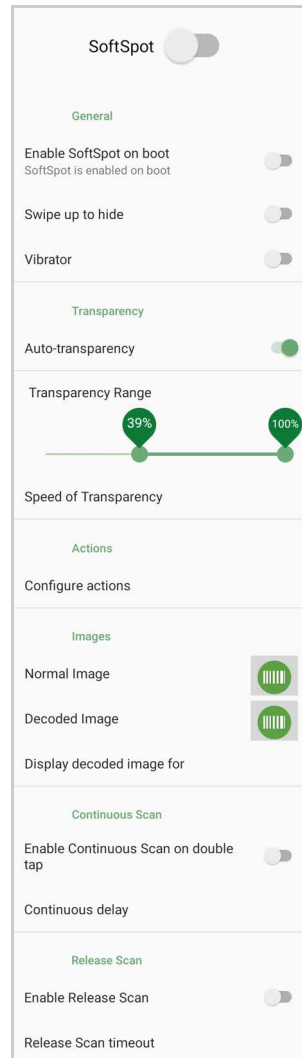 SoftSpot
General
Enable SoftSpot on boot
SoftSpot is enabled on boot
Swipe up to hide
Vibrator
Transparency
Auto-transparency
Transparency Range
39% 100%
Speed of Transparency
Actions
Configure actions
Images
Normal Image
Decoded Image
Display decoded image for
Continuous Scan
Enable Continuous Scan on double
tap
Continuous delay
Release Scan
Enable Release Scan
Release Scan timeout